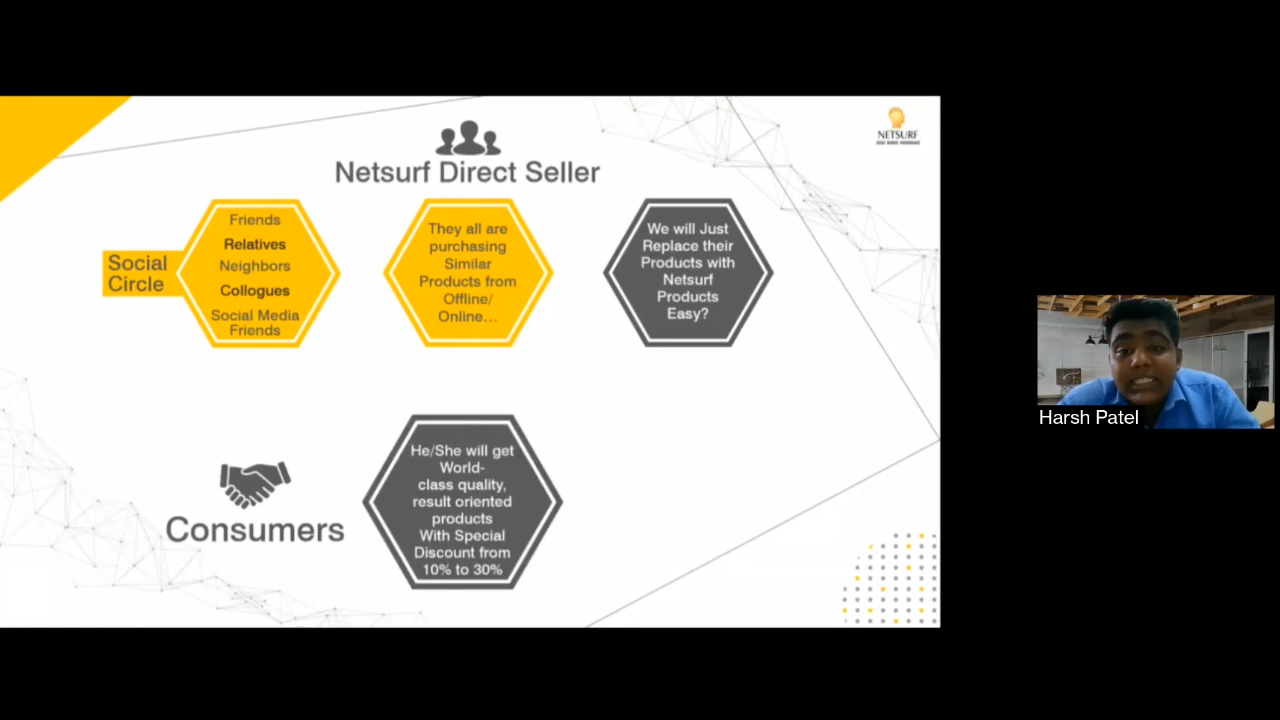 NETSURF
Netsurf Direct Seller
Social
Circle
Friends
Relatives
Neighbors
Collogues
Social Media
Friends
They all are
purchasing
Similar
Products from
Offline/
Online...
We will Just
Replace their
Products with
Netsurf
Products
Easy?
Consumers
He/She will get
World-
class quality,
result oriented
products
With Special
Discount from
10% to 30%
Harsh Patel